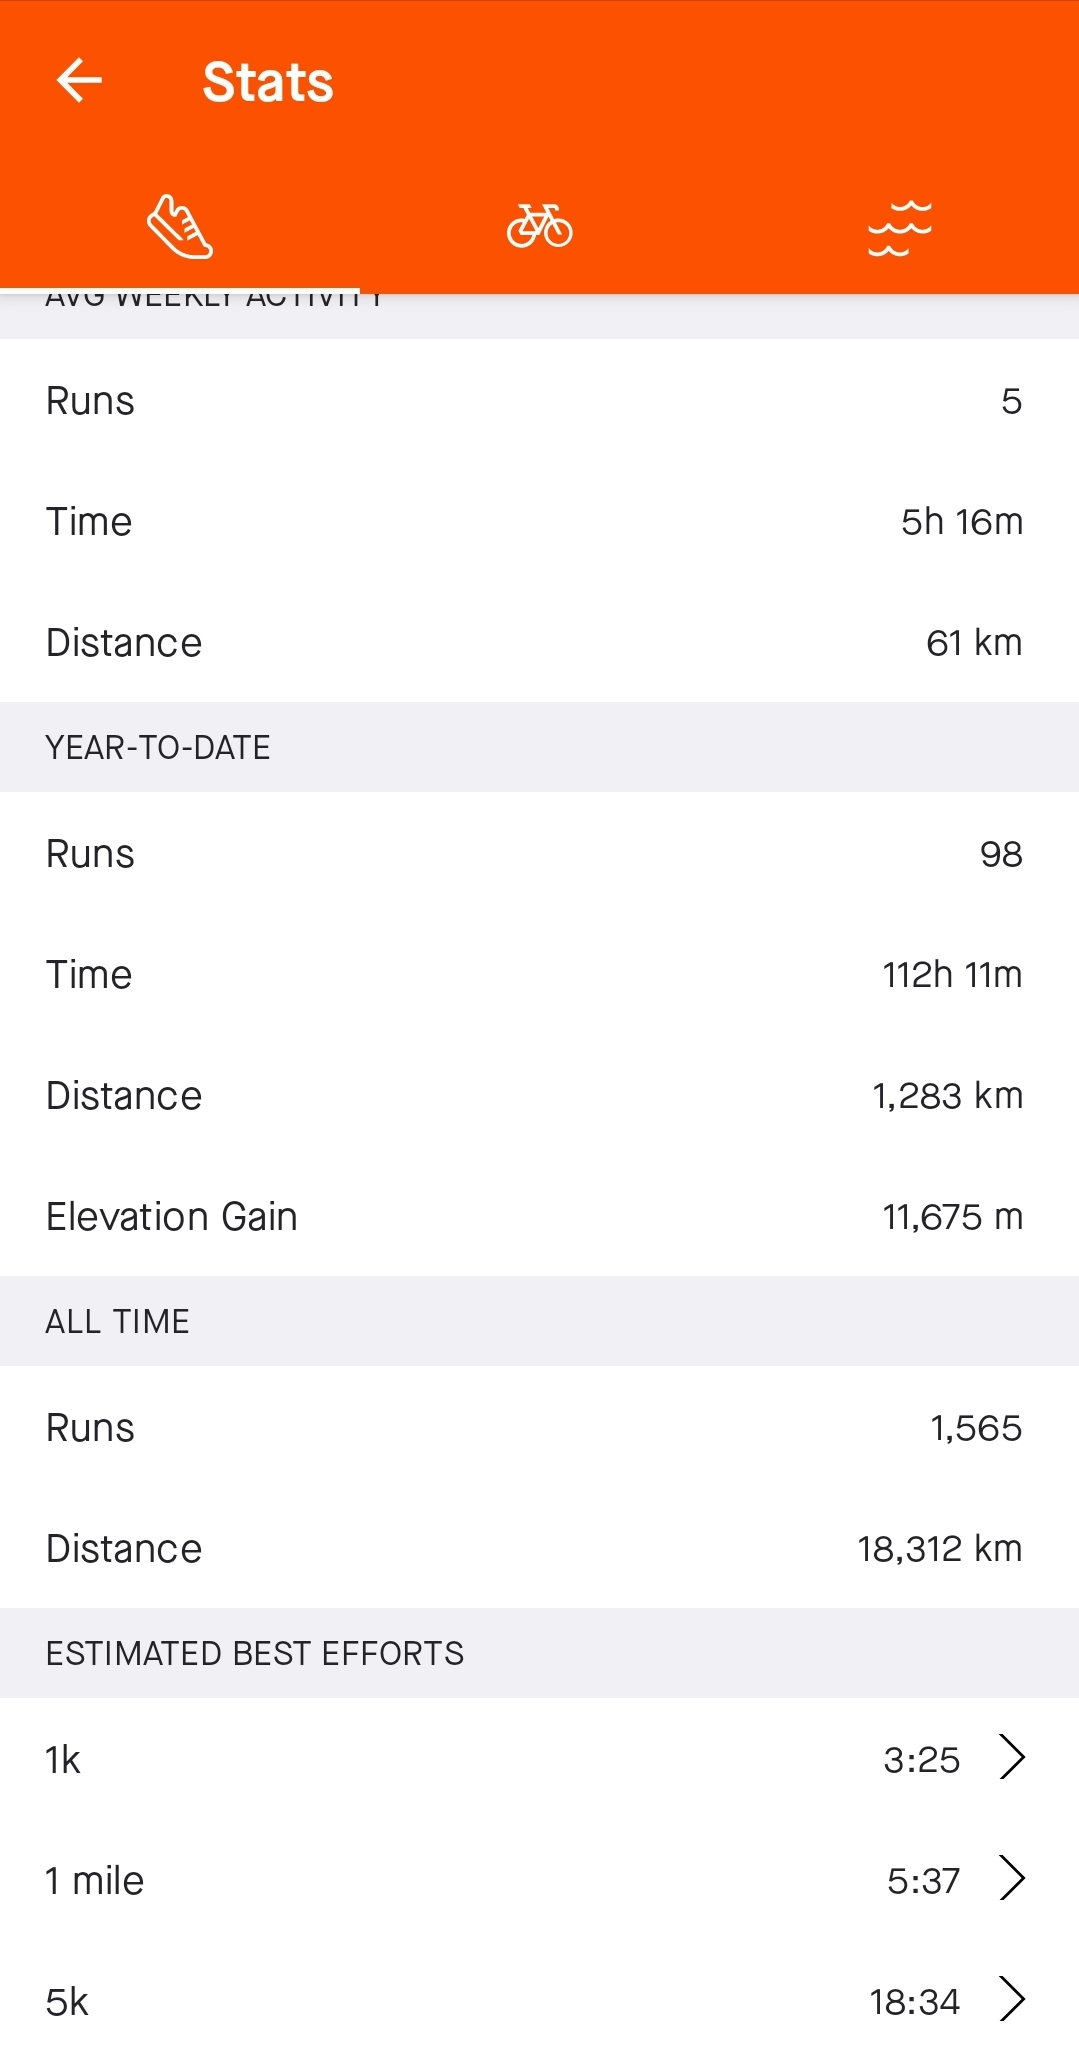 Stats
AVG WEEKLY ACTIVITY
Runs 5
Time 5h 16m
Distance 61 km
YEAR-TO-DATE
Runs 98
Time 112h 11m
Distance 1,283 km
Elevation Gain 11,675 m
ALL TIME
Runs 1,565
Distance 18,312 km
ESTIMATED BEST EFFORTS
1k 3:25
1 mile 5:37
5k 18:34